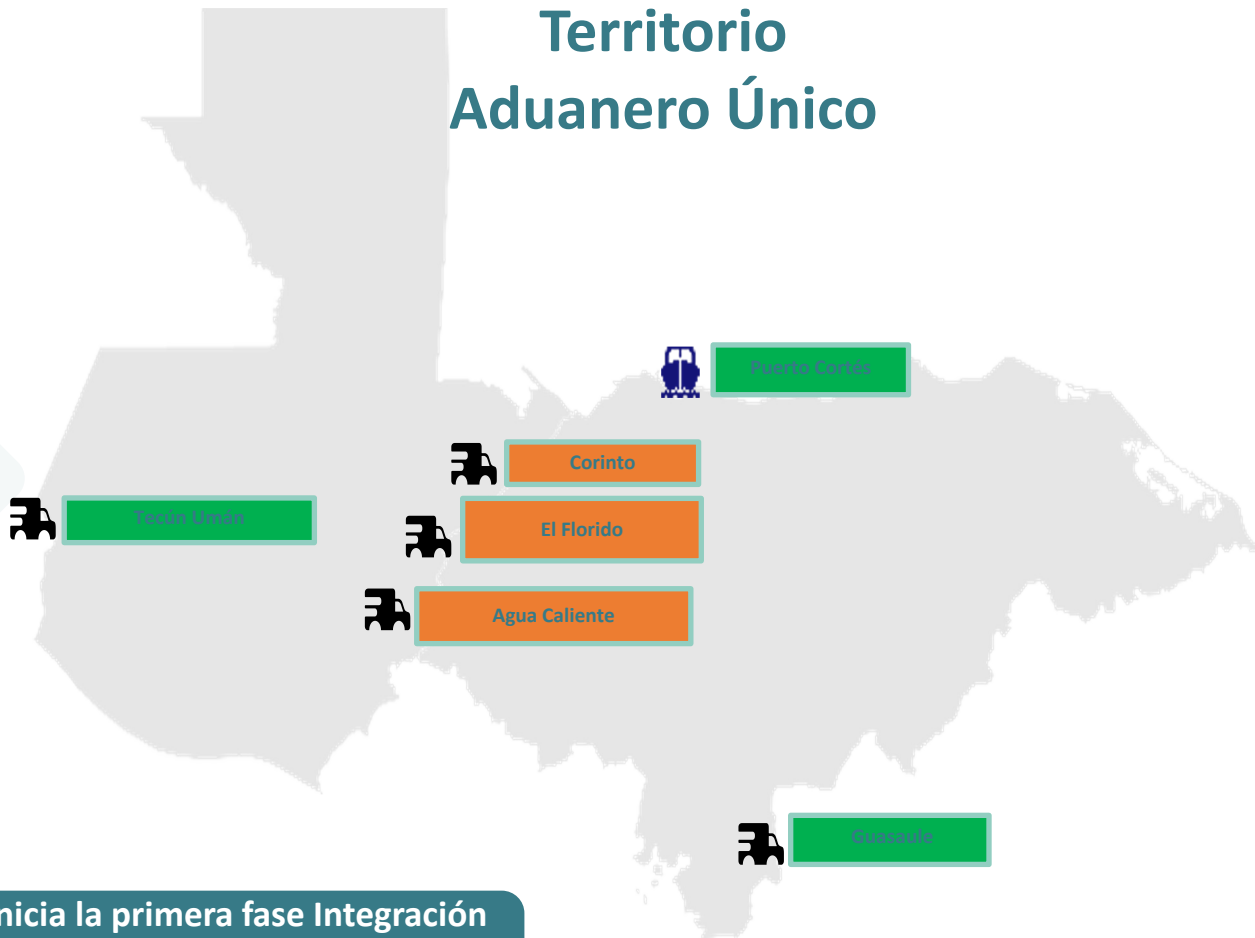 Territorio
Aduanero Único
Puerto Cortés
Corinto
Tecún Umán
El Florido
Agua Caliente
Guasaule
nicia la primera fase Integración